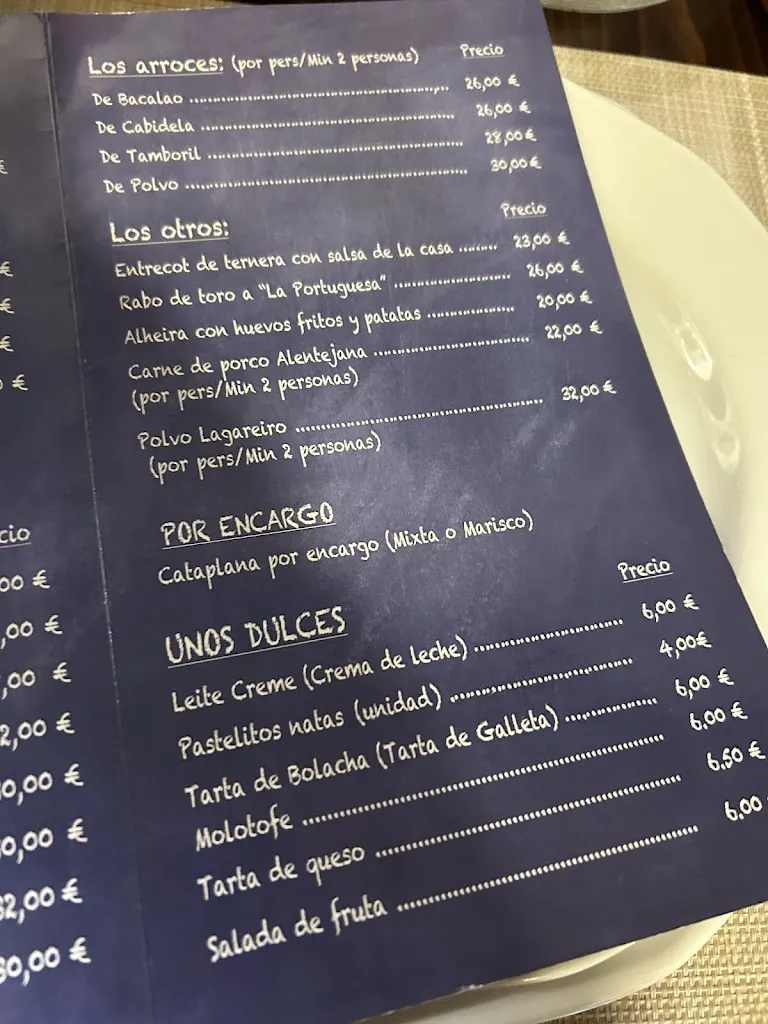 Los arroces: (por pers/Min 2 personas) Precio
De Bacalao 26,00 €
De Cabidela 26,00 €
De Tamboril 28,00€
De Polvo 30,00€
Los otros: Precio
Entrecot de ternera con salsa de la casa 23,00 €
Rabo de toro a "La Portuguesa" 26,00 €
Alheira con huevos fritos y patatas 20,00 €
Carne de porco Alentejana 22,00 €
(por pers/Min 2 personas)
Polvo Lagareiro 32,00 €
(por pers/Min 2 personas)
POR ENCARGO
Cataplana por encargo (Mixta o Marisco)
UNOS DULCES Precio
Leite Creme (Crema de leche) 6,00 €
Pastelitos natas (unidad) 4,00€
Tarta de Bolacha (Tarta de Galleta) 6,00 €
Molotofe 6,00 €
Tarta de queso 6,50 €
Salada de fruta 6,00